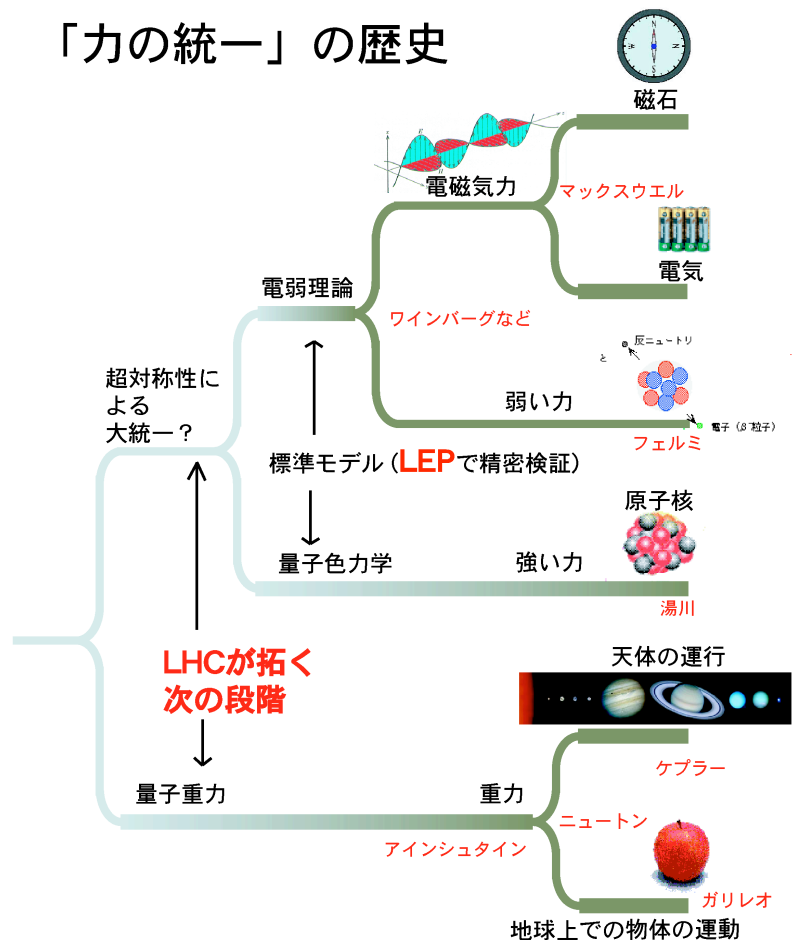 「力の統一」の歴史
磁石
電磁気力
マックスウエル
電気
電弱理論
ワインバーグなど
反ニュートリ
と
超対称性に
よる
大統一？
弱い力
電子（β⁻粒子）
フェルミ
標準モデル（LEPで精密検証）
原子核
量子色力学
強い力
湯川
LHCが拓く
次の段階
天体の運行
ケプラー
量子重力
重力
ニュートン
アインシュタイン
ガリレオ
地球上での物体の運動